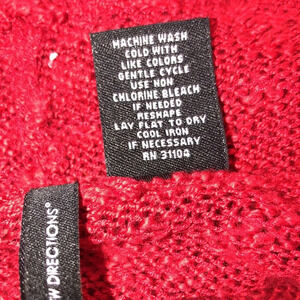 MACHINE WASH
COLD WITH
LIKE COLORS
GENTLE CYCLE
USE NON
CHLORINE BLEACH
IF NEEDED
RESHAPE
LAY FLAT TO DRY
COOL IRON
IF NECESSARY
RN 31104
W DIRECTIONS®